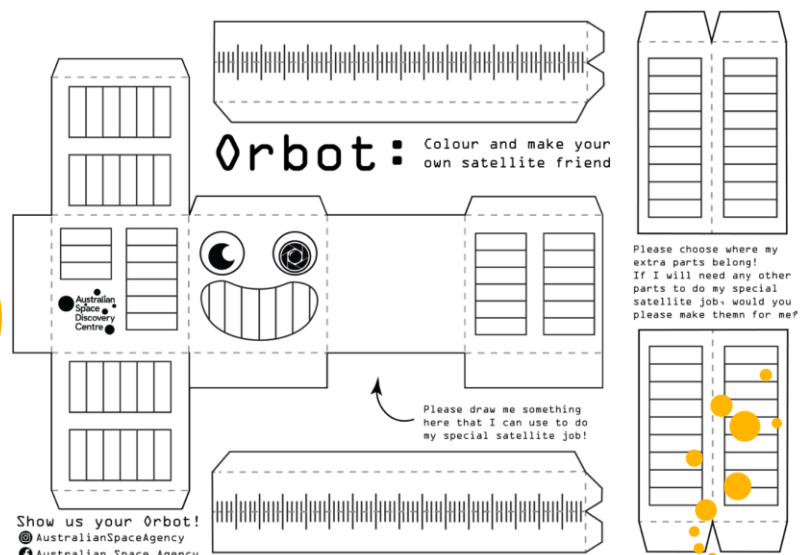 Orbot:
Colour and make your
own satellite friend
Please choose where my
extra parts belong!
If I will need any other
parts to do my special
satellite job, would you
please make themn for me?
Australian
Space
Discovery
Centre
Please draw me something
here that I can use to do
my special satellite job!
Show us your Orbot!
AustralianSpaceAgency
Australian Space Agency